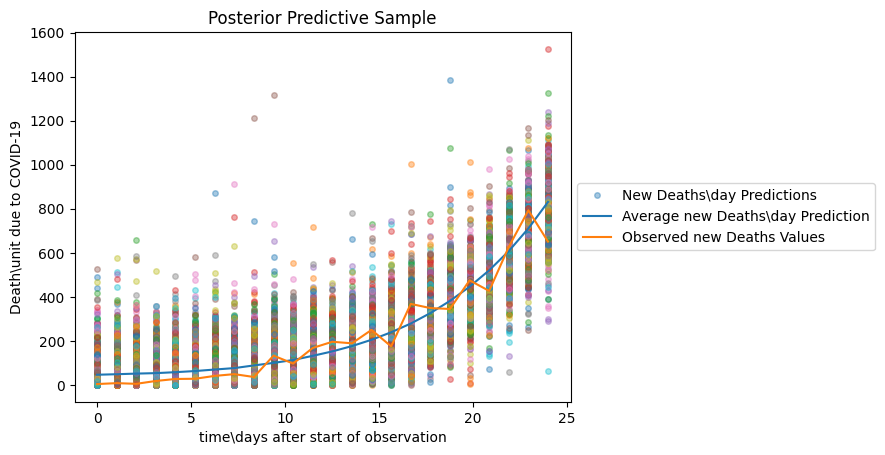 Posterior Predictive Sample
1600
1400
1200
1000
800
600
400
200
0
Death\unit due to COVID-19
0 5 10 15 20 25
time\days after start of observation
New Deaths\day Predictions
Average new Deaths\day Prediction
Observed new Deaths Values